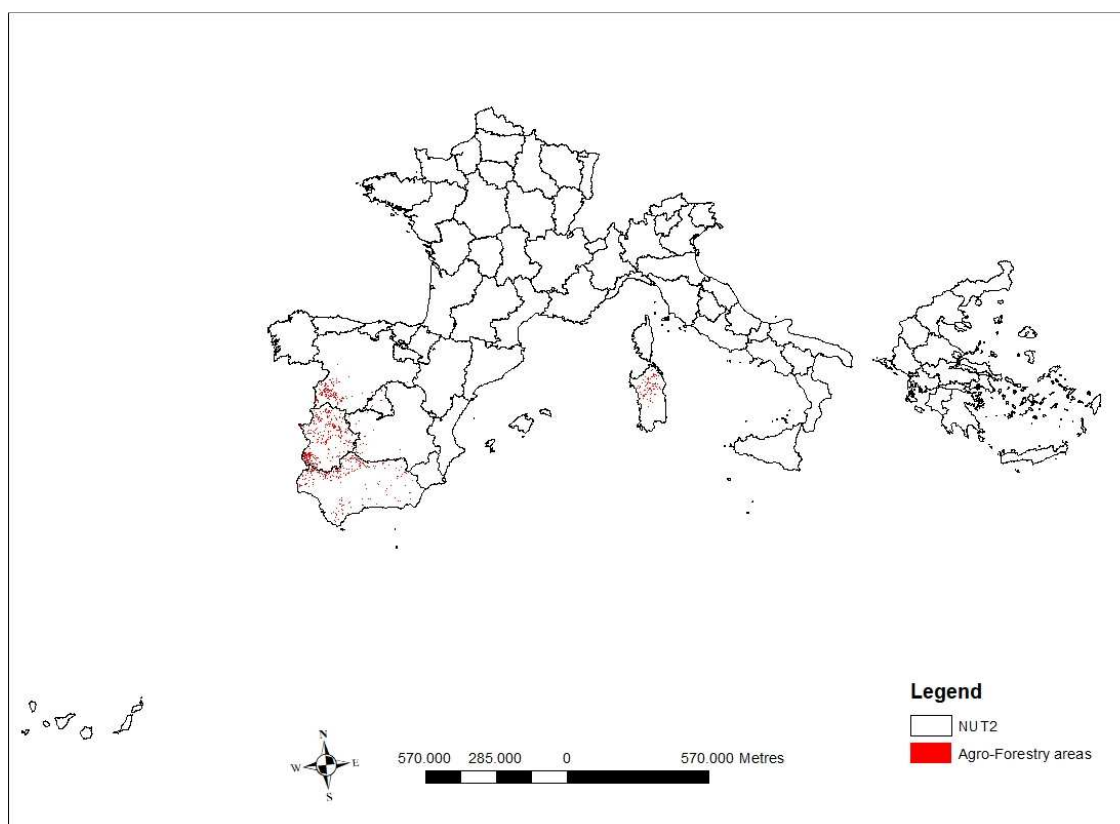 Legend
NUT2
Agro-Forestry areas
N
W E
S
570.000 285.000 0 570.000 Metres